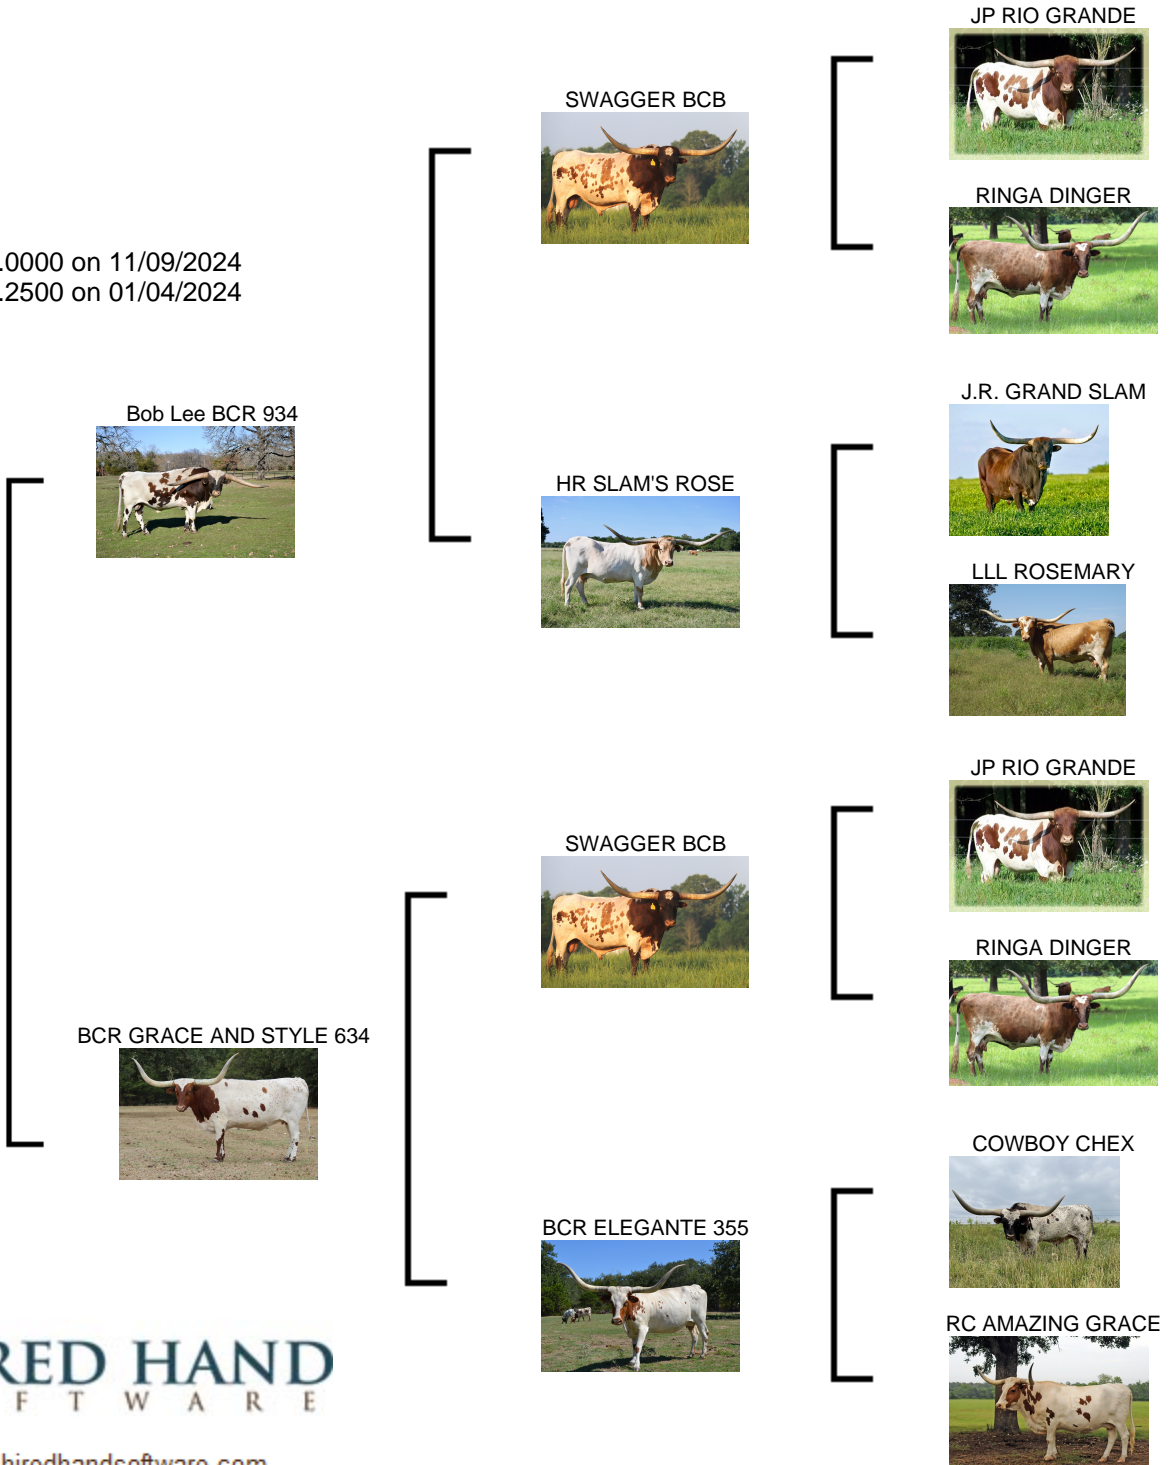 JP RIO GRANDE
SWAGGER BCB
RINGA DINGER
.0000 on 11/09/2024
.2500 on 01/04/2024
J.R. GRAND SLAM
Bob Lee BCR 934
HR SLAM'S ROSE
LLL ROSEMARY
JP RIO GRANDE
SWAGGER BCB
RINGA DINGER
BCR GRACE AND STYLE 634
COWBOY CHEX
BCR ELEGANTE 355
RC AMAZING GRACE
RED HAND
F T W A R E
hiredhandsoftware.com